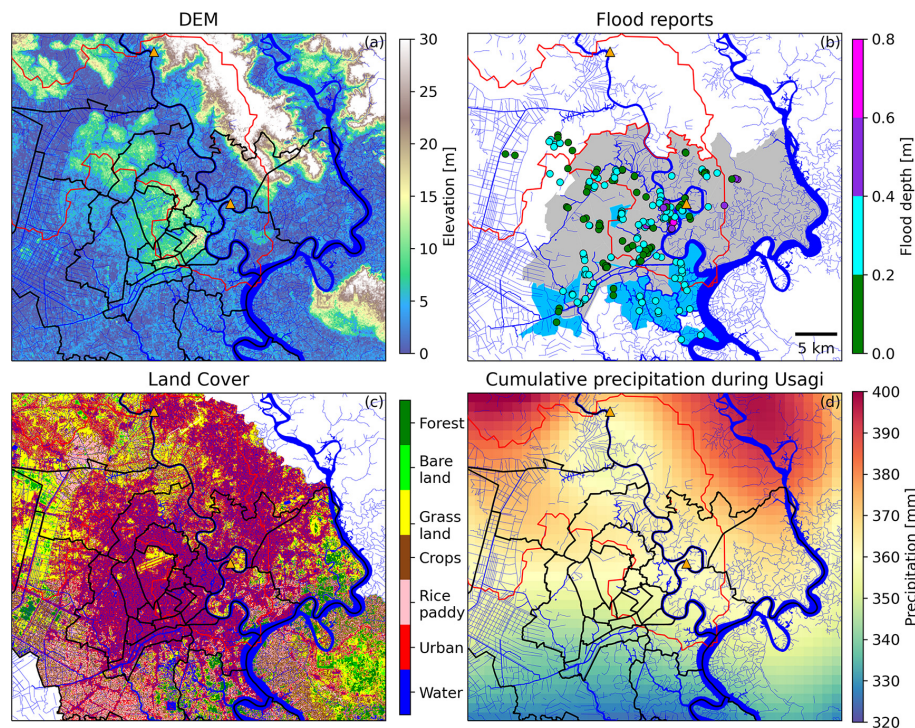 DEM
(a)
30
25
20
15
10
5
0
Elevation [m]
Flood reports
(b)
5 km
0.8
0.6
0.4
0.2
0.0
Flood depth [m]
Land Cover
(c)
Forest
Bare
land
Grass
land
Crops
Rice
paddy
Urban
Water
Cumulative precipitation during Usagi
(d)
400
390
380
370
360
350
340
330
320
Precipitation [mm]